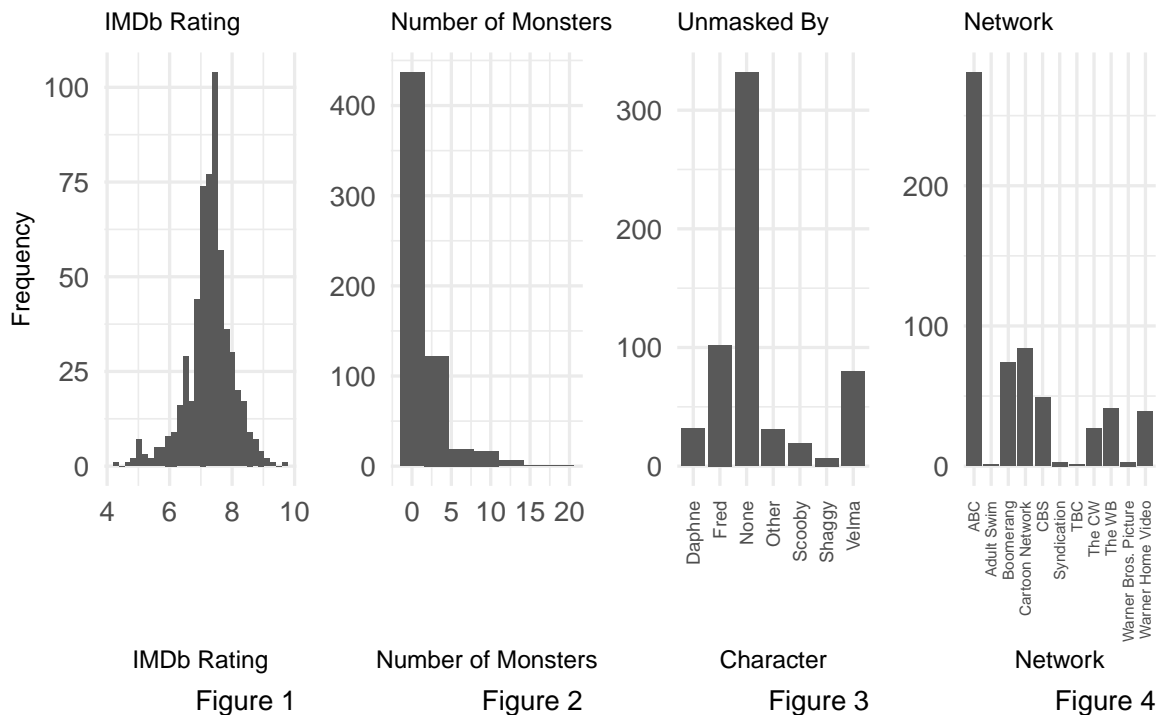 IMDb Rating
Number of Monsters
Unmasked By
Network
Frequency
100
75
50
25
0
4 6 8 10
400
300
200
100
0
0 5 10 15 20
300
200
100
0
Daphne
Fred
None
Other
Scooby
Shaggy
Velma
200
100
0
ABC
Adult Swim
Boomerang
Cartoon Network
CBS
Syndication
TBC
The CW
The WB
Warner Bros. Picture
Warner Home Video
IMDb Rating
Number of Monsters
Character
Network
Figure 1
Figure 2
Figure 3
Figure 4